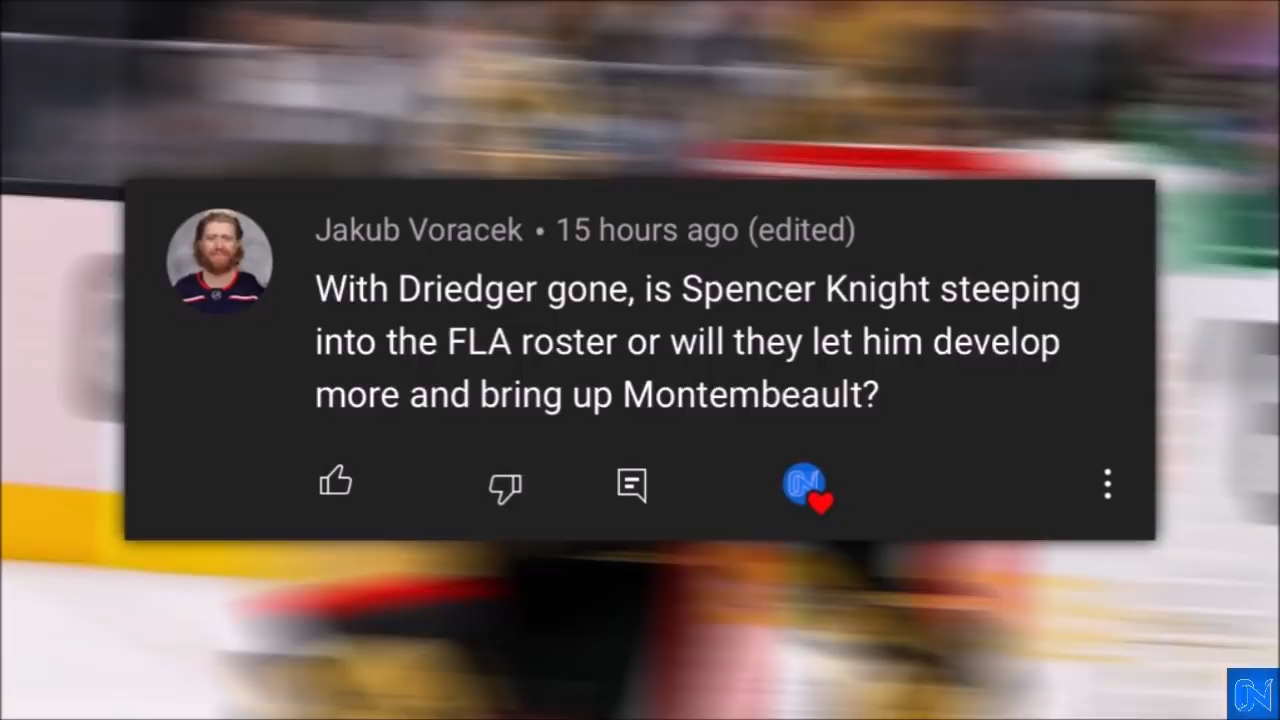 Jakub Voracek • 15 hours ago (edited)
With Driedger gone, is Spencer Knight steeping
into the FLA roster or will they let him develop
more and bring up Montembeault?